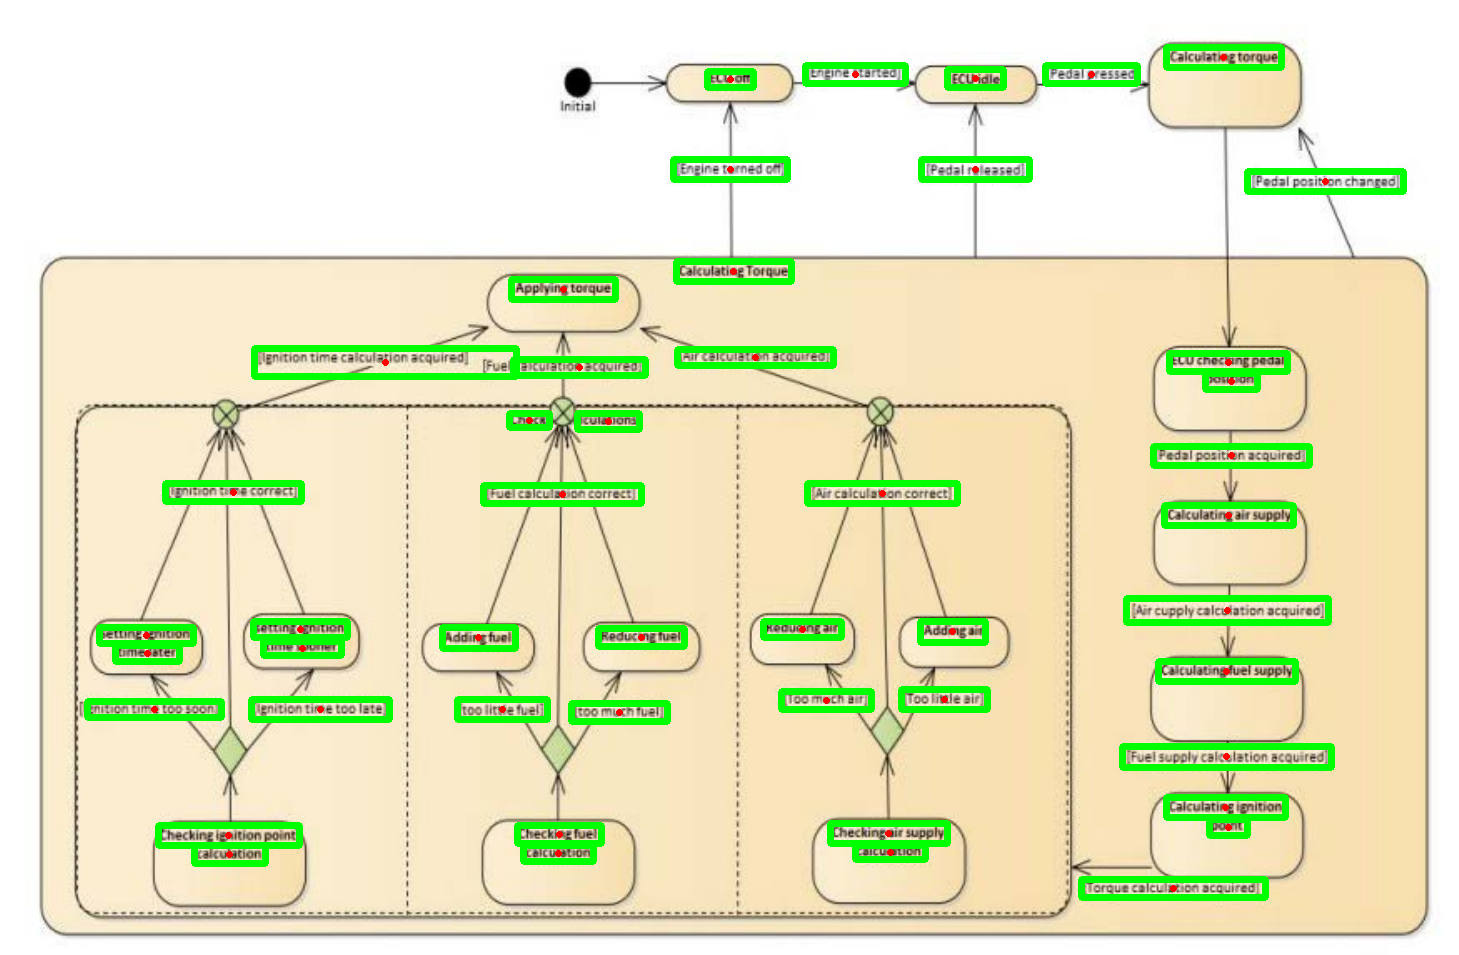 Calculating torque
ECU off
[Engine started]
ECU idle
[Pedal pressed]
Initial
[Engine turned off]
[Pedal released]
[Pedal position changed]
Calculating Torque
Applying torque
[Ignition time calculation acquired]
[Fuel calculation acquired]
[Air calculation acquired]
ECU checking pedal
position
Check calculations
[Pedal position acquired]
[Ignition time correct]
[Fuel calculation correct]
[Air calculation correct]
Calculating air supply
[Air cupply calculation acquired]
Setting ignition
time later
Setting ignition
time sooner
Adding fuel
Reducing fuel
Reducing air
Adding air
Calculating fuel supply
[Ignition time too soon]
[Ignition time too late]
[too little fuel]
[too much fuel]
[Too much air]
[Too little air]
[Fuel supply calculation acquired]
Calculating ignition
point
Checking ignition point
calculation
Checking fuel
calculation
Checking air supply
calculation
[Torque calculation acquired]